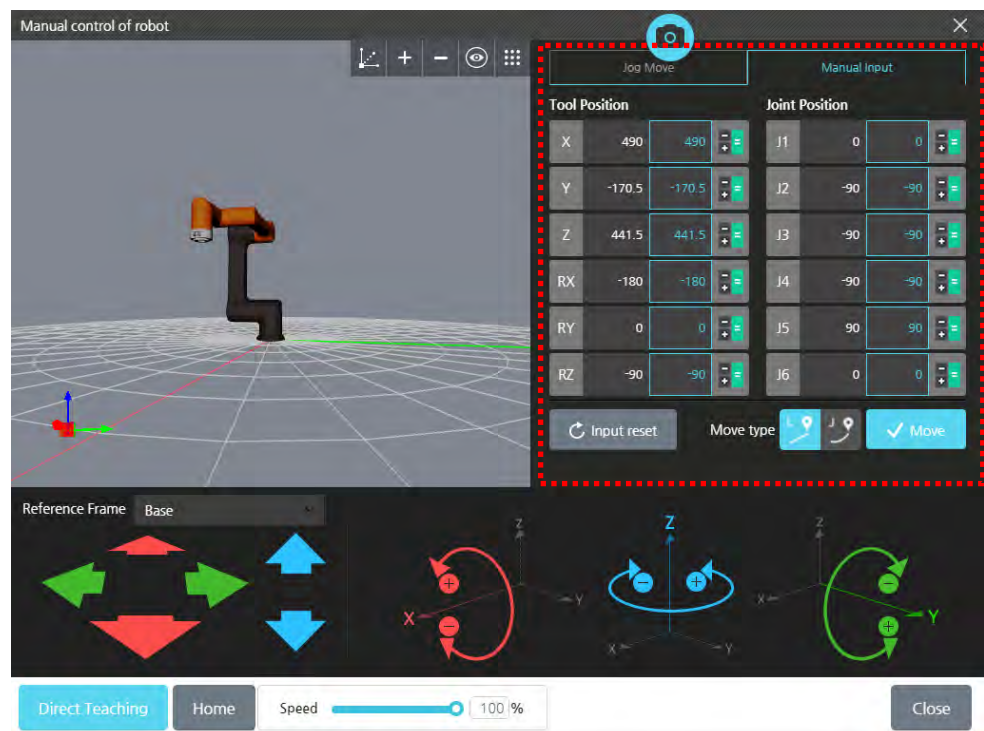 Manual control of robot
Jog Move Manual Input
Tool Position Joint Position
X 490 490 - + = J1 0 0 - + =
Y -170.5 -170.5 - + = J2 -90 -90 - + =
Z 441.5 441.5 - + = J3 -90 -90 - + =
RX -180 -180 - + = J4 -90 -90 - + =
RY 0 0 - + = J5 90 90 - + =
RZ -90 -90 - + = J6 0 0 - + =
Input reset Move type L J Move
Reference Frame Base
Z Z Z
X Y X Y X Y
Direct Teaching Home Speed 100 % Close